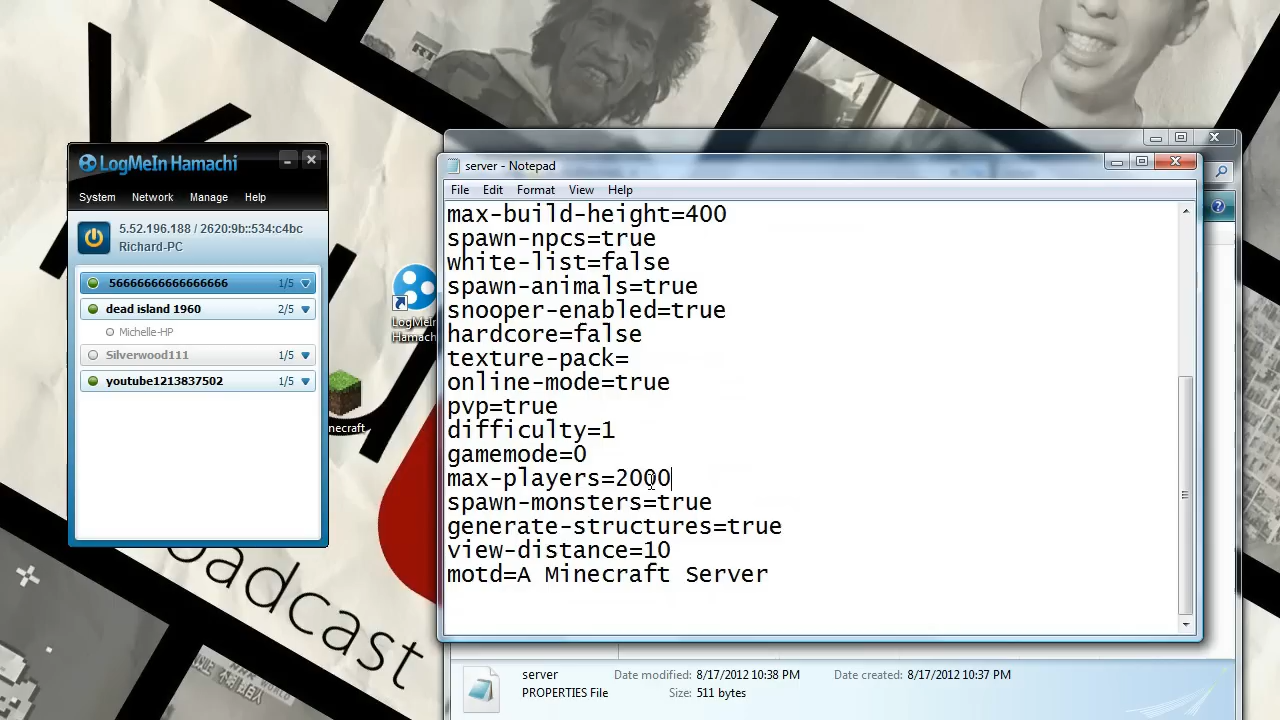 LogMeIn Hamachi
System Network Manage Help
5.52.196.188 / 2620:9b::534:c4bc
Richard-PC
56666666666666666 1/5
dead island 1960 2/5
Michelle-HP
Silverwood111 1/5
youtube1213837502 1/5
LogMeIn
Hamachi
necraft
RT
server - Notepad
File Edit Format View Help
max-build-height=400
spawn-npcs=true
white-list=false
spawn-animals=true
snooper-enabled=true
hardcore=false
texture-pack=
online-mode=true
pvp=true
difficulty=1
gamemode=0
max-players=2000
spawn-monsters=true
generate-structures=true
view-distance=10
motd=A Minecraft Server
server Date modified: 8/17/2012 10:38 PM Date created: 8/17/2012 10:37 PM
PROPERTIES File Size: 511 bytes
oadcast